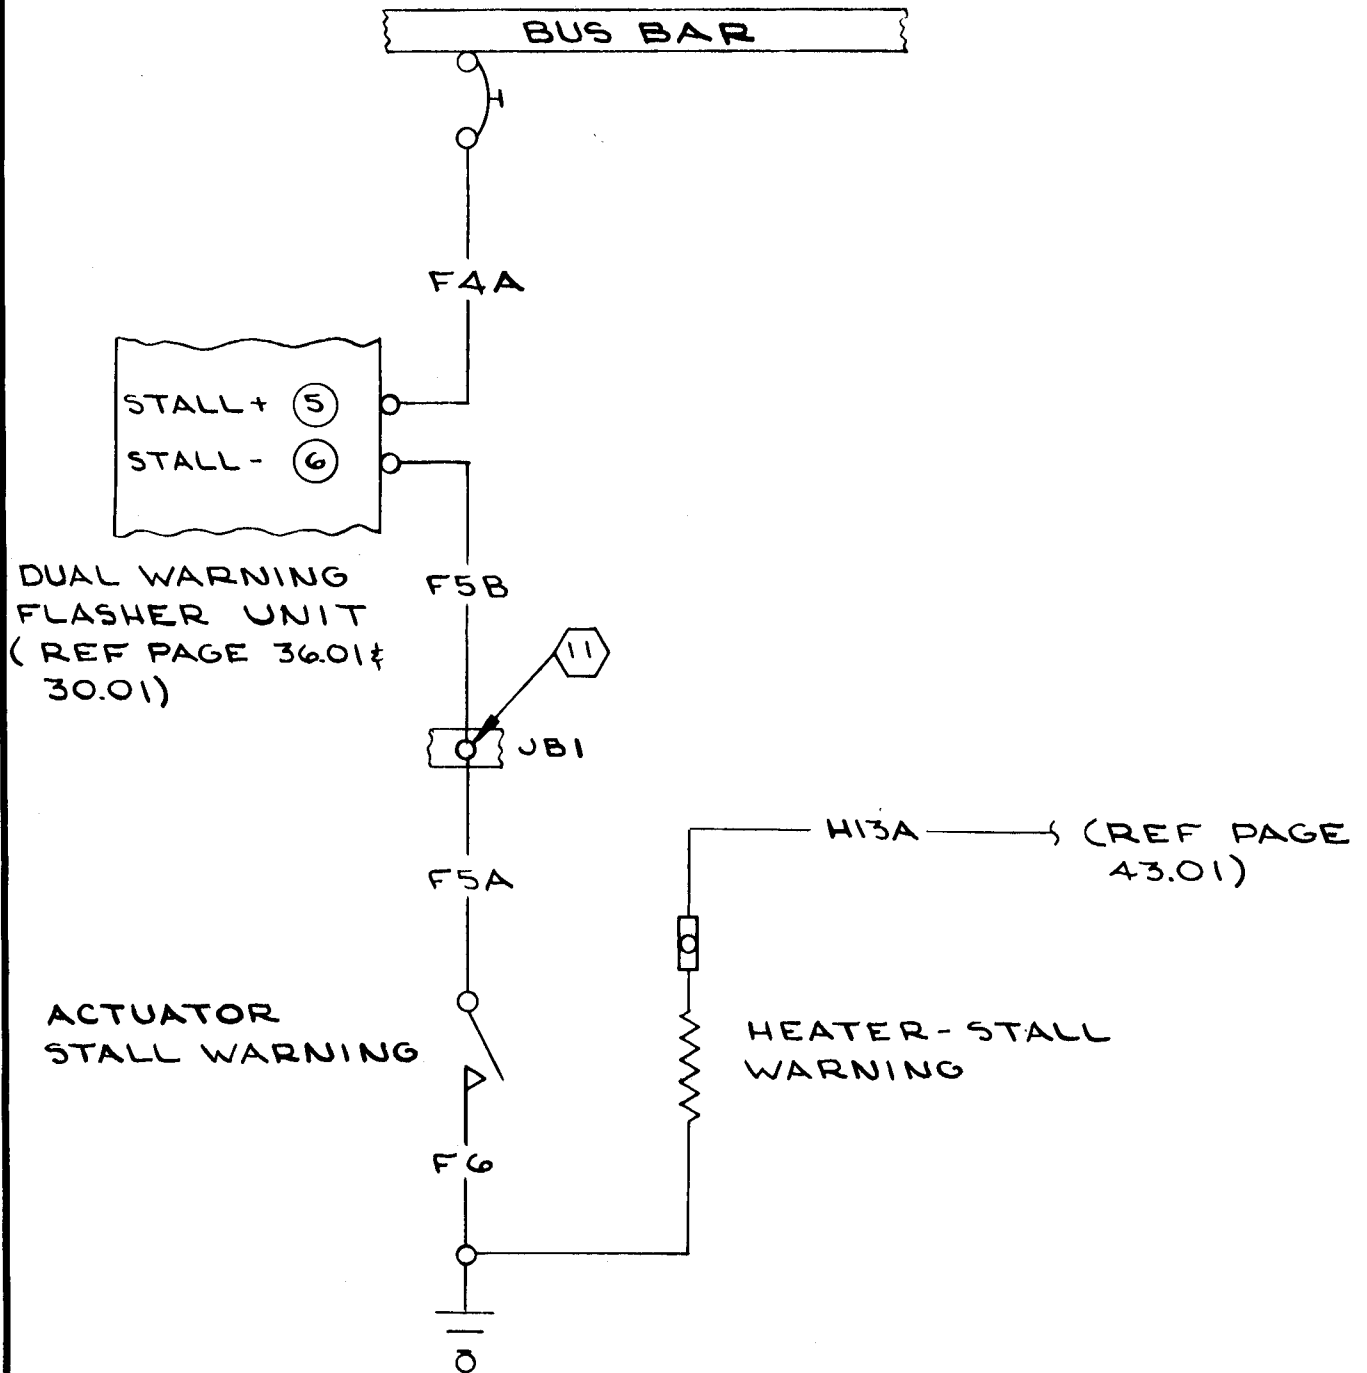 BUS BAR
F4A
STALL+ 5
STALL- 6
DUAL WARNING
FLASHER UNIT
(REF PAGE 36.01 &
30.01)
F5B
11
JB1
F5A
H13A
(REF PAGE
43.01)
ACTUATOR
STALL WARNING
HEATER-STALL
WARNING
F6